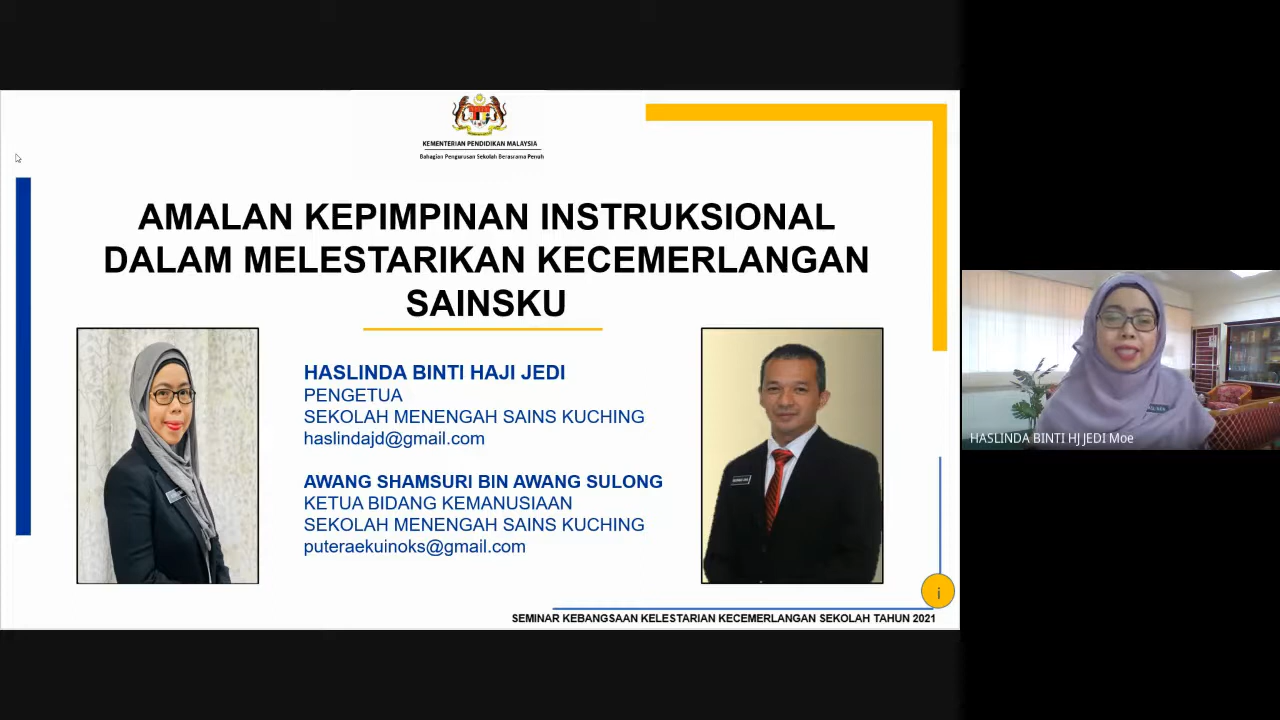 KEMENTERIAN PENDIDIKAN MALAYSIA
Bahagian Pengurusan Sekolah Berasrama Penuh
AMALAN KEPIMPINAN INSTRUKSIONAL
DALAM MELESTARIKAN KECEMERLANGAN
SAINSKU
HASLINDA BINTI HAJI JEDI
PENGETUA
SEKOLAH MENENGAH SAINS KUCHING
haslindajd@gmail.com
AWANG SHAMSURI BIN AWANG SULONG
KETUA BIDANG KEMANUSIAAN
SEKOLAH MENENGAH SAINS KUCHING
puteraekuinoks@gmail.com
i
SEMINAR KEBANGSAAN KELESTARIAN KECEMERLANGAN SEKOLAH TAHUN 2021
HASLINDA BINTI HJ JEDI Moe